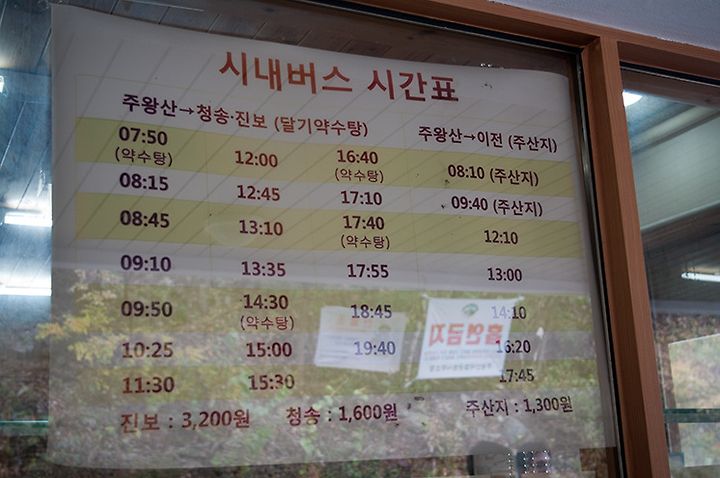 시내버스 시간표
주왕산→청송·진보 (달기약수탕) 주왕산→이전 (주산지)
07:50 12:00 16:40 08:10 (주산지)
(약수탕) (약수탕)
08:15 12:45 17:10 09:40 (주산지)
08:45 13:10 17:40 12:10
(약수탕)
09:10 13:35 17:55 13:00
09:50 14:30 18:45 14:10
(약수탕)
10:25 15:00 19:40 16:20
11:30 15:30 17:45
진보 : 3,200원 청송 : 1,600원 주산지 : 1,300원
흡연금지